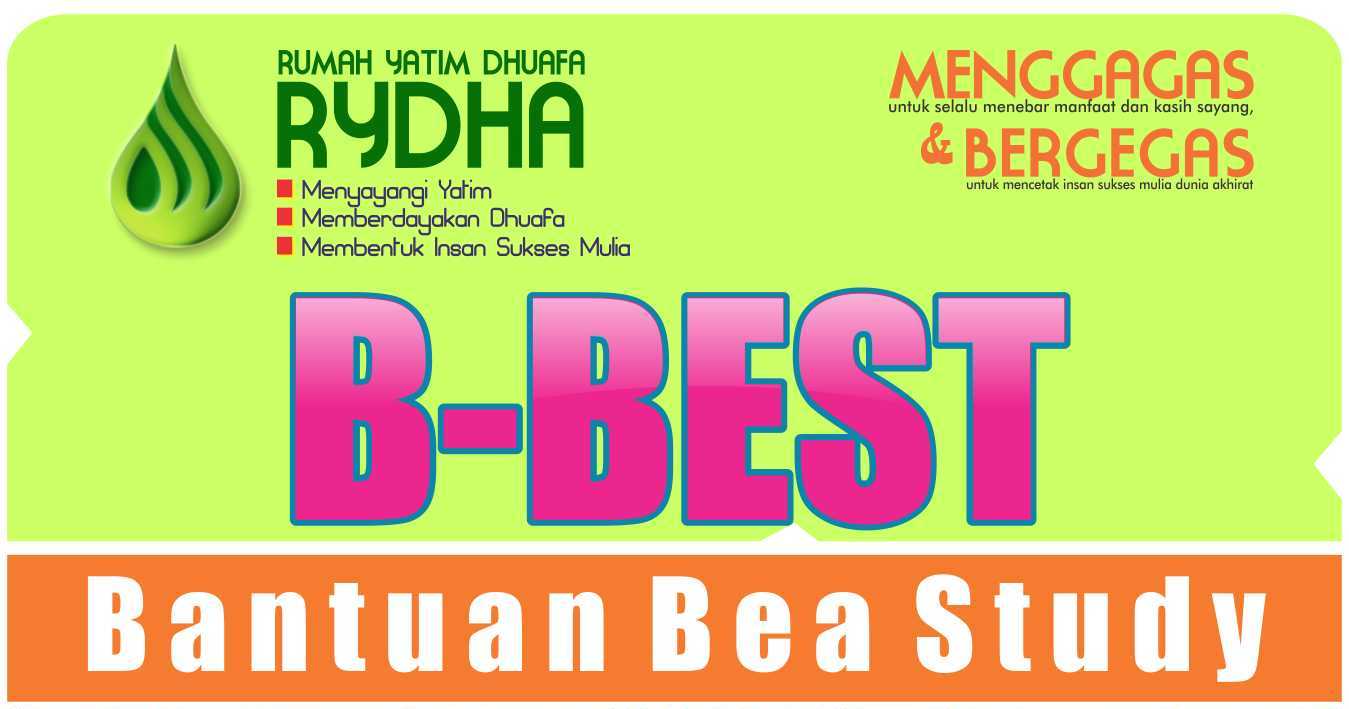 RUMAH YATIM DHUAFA
RYDHA
Menyayangi Yatim
Memberdayakan Dhuafa
Membentuk Insan Sukses Mulia
MENGGAGAS
untuk selalu menebar manfaat dan kasih sayang,
& BERGEGAS
untuk mencetak insan sukses mulia dunia akhirat
B-BEST
Bantuan Bea Study